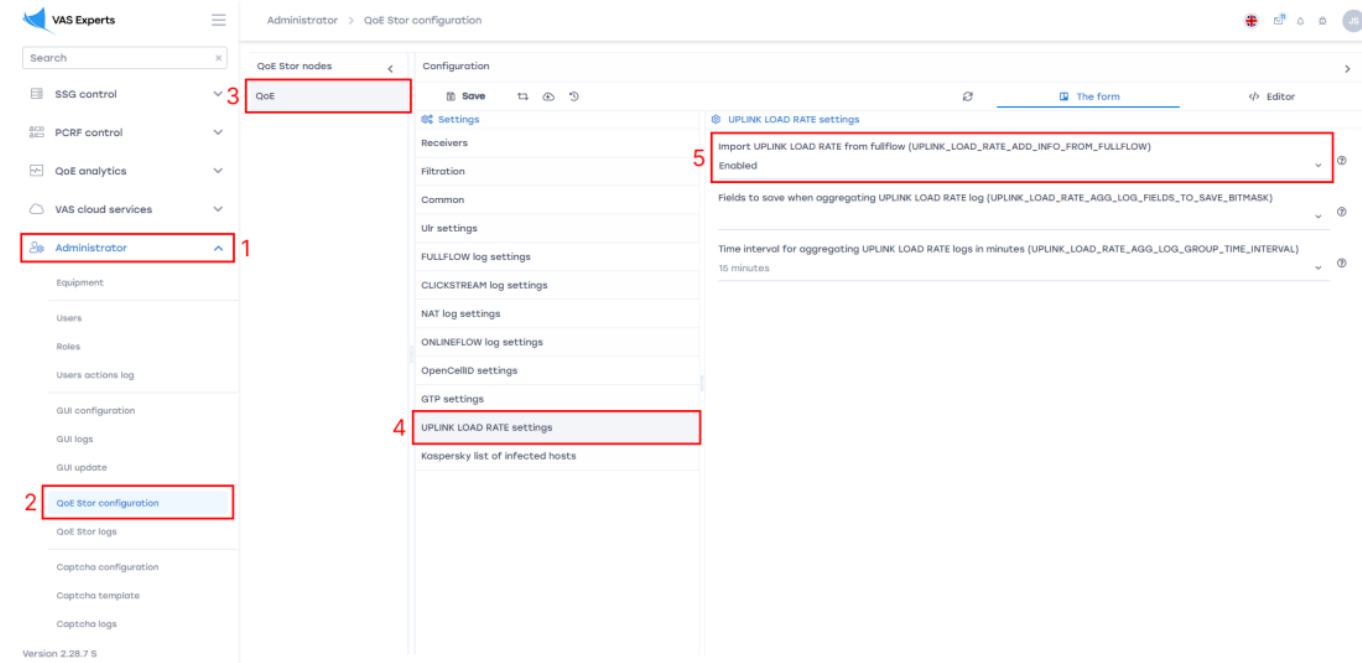 VAS Experts
Administrator > QoE Stor configuration
JS
Search
SSG control
PCRF control
QoE analytics
VAS cloud services
Administrator
1
Equipment
Users
Roles
Users actions log
GUI configuration
GUI logs
GUI update
2
QoE Stor configuration
QoE Stor logs
Captcha configuration
Captcha template
Captcha logs
Version 2.28.7 S
QoE Stor nodes
3
QoE
Configuration
Save
The form
</> Editor
Settings
Receivers
Filtration
Common
Ulr settings
FULLFLOW log settings
CLICKSTREAM log settings
NAT log settings
ONLINEFLOW log settings
OpenCellID settings
GTP settings
4
UPLINK LOAD RATE settings
Kaspersky list of infected hosts
UPLINK LOAD RATE settings
5
Import UPLINK LOAD RATE from fullflow (UPLINK_LOAD_RATE_ADD_INFO_FROM_FULLFLOW)
Enabled
Fields to save when aggregating UPLINK LOAD RATE log (UPLINK_LOAD_RATE_AGG_LOG_FIELDS_TO_SAVE_BITMASK)
Time interval for aggregating UPLINK LOAD RATE logs in minutes (UPLINK_LOAD_RATE_AGG_LOG_GROUP_TIME_INTERVAL)
15 minutes